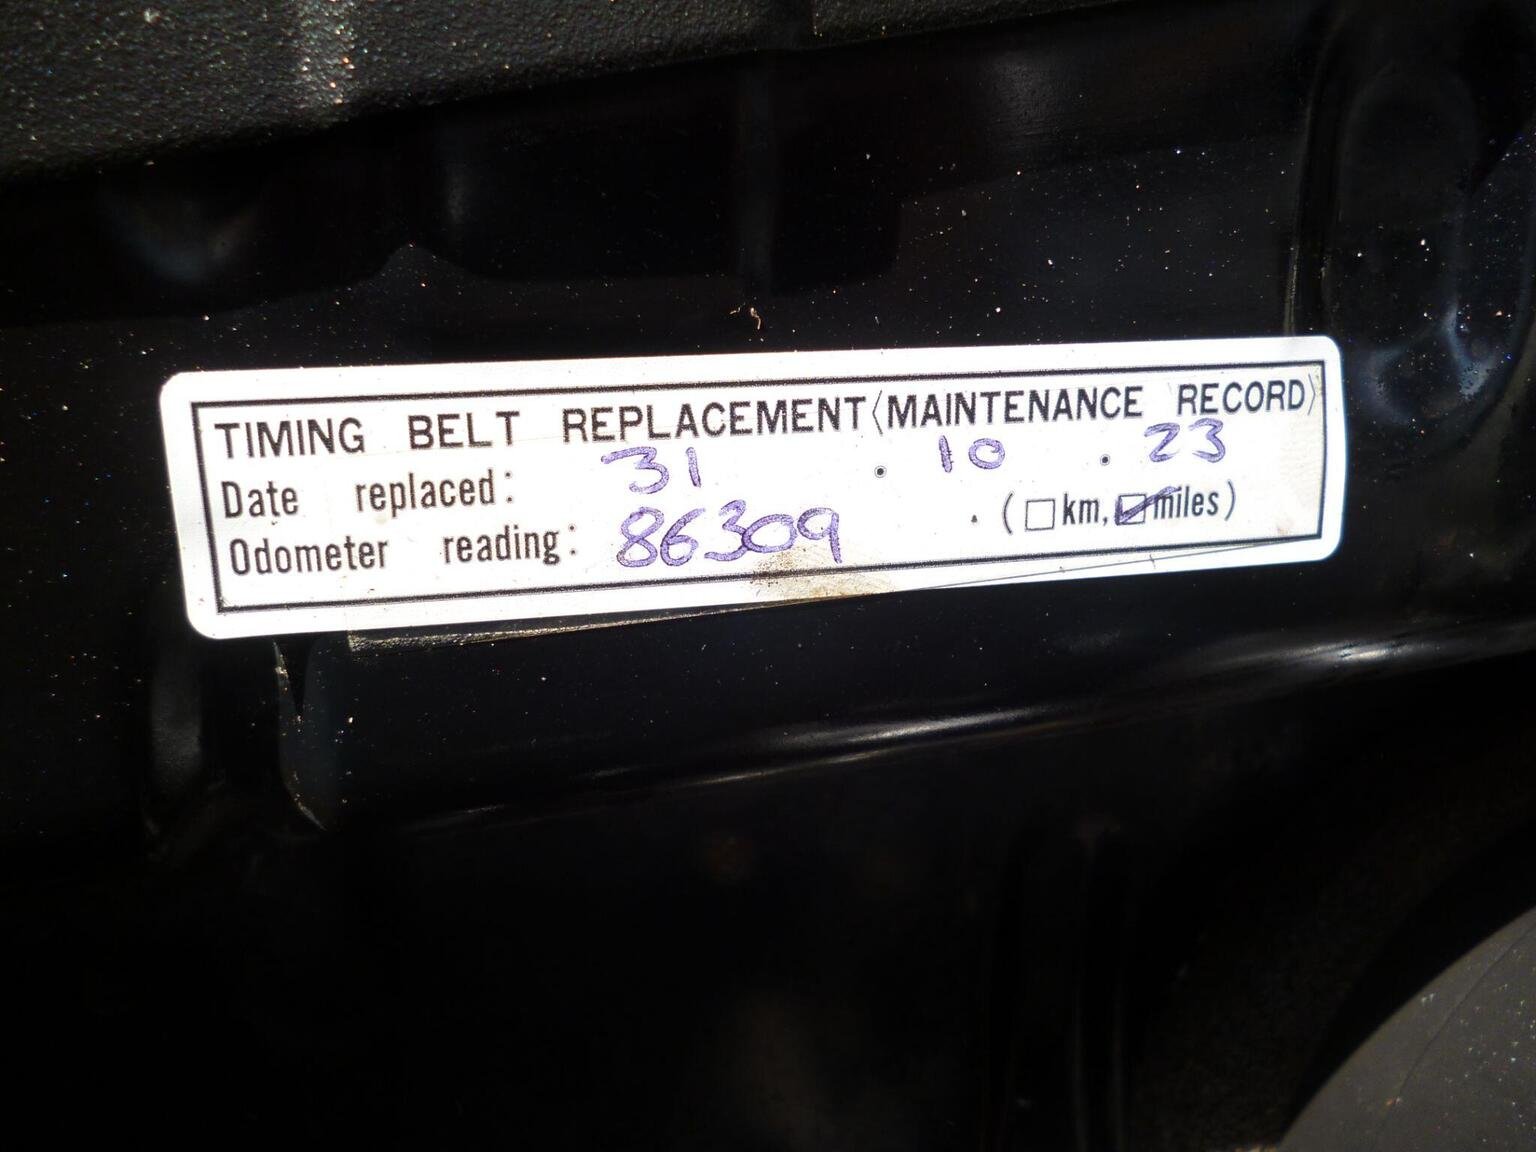 TIMING BELT REPLACEMENT〈MAINTENANCE RECORD〉
Date replaced: 31 . 10 . 23
Odometer reading: 86309 . (☐km, ☑miles)